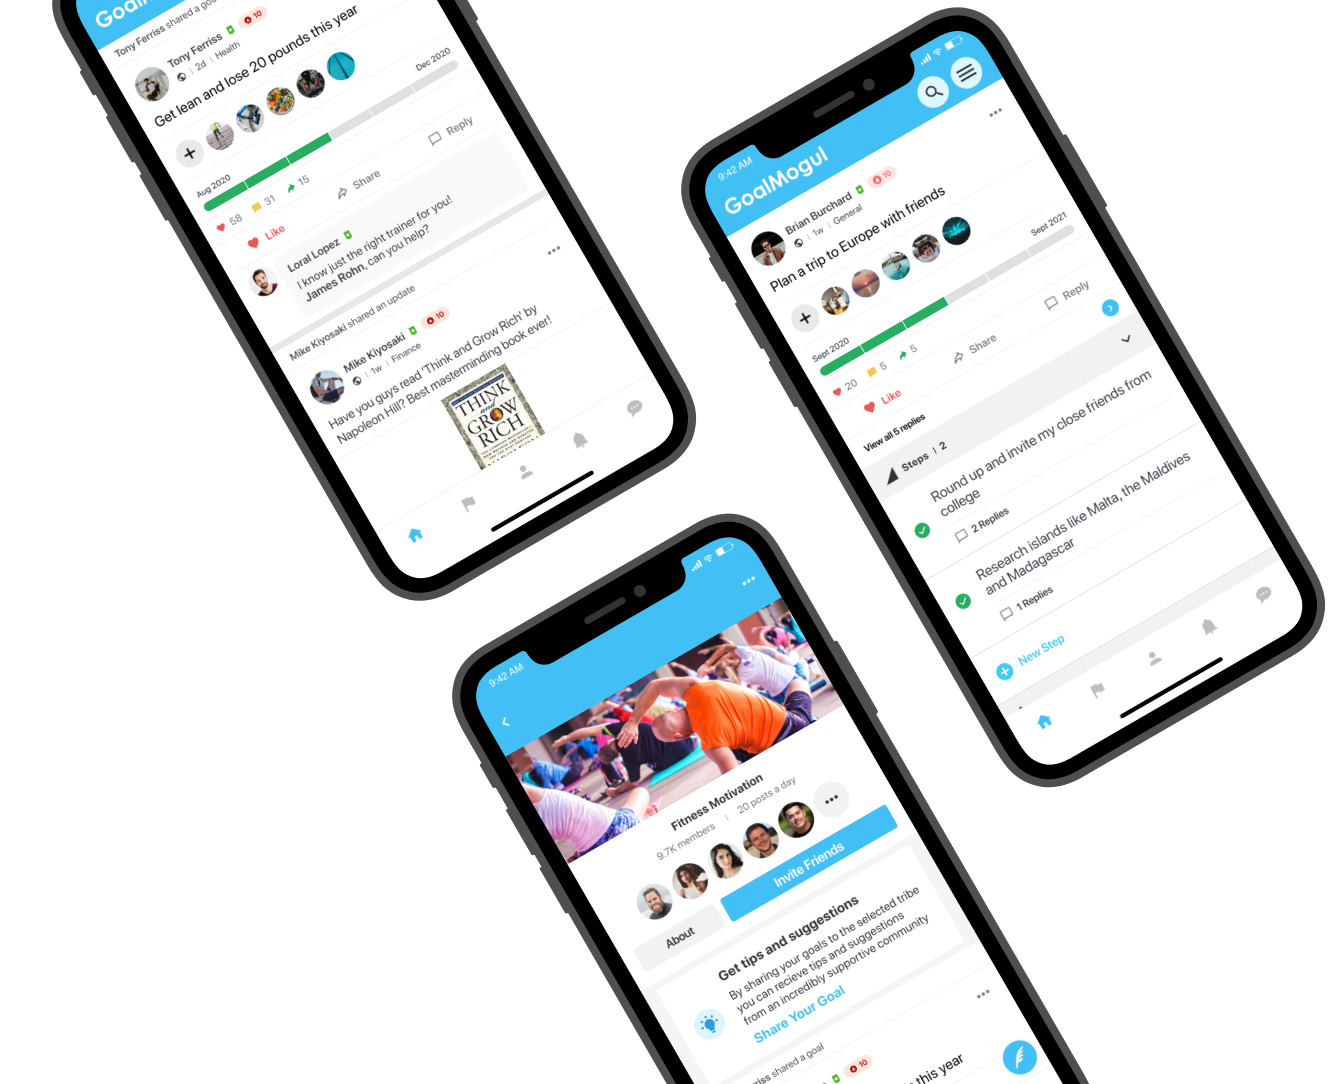 Tony Ferriss shared a goal
Tony Ferriss 10
2d Health
Get lean and lose 20 pounds this year
Aug 2020
Dec 2020
58 31 15
Like
Share
Reply
Loral Lopez
I know just the right trainer for you!
James Rohn, can you help?
Mike Kiyosaki shared an update
Mike Kiyosaki 10
1w Finance
Have you guys read 'Think and Grow Rich' by
Napoleon Hill? Best masterminding book ever!
THINK
and
GROW
RICH
9:42 AM
GoalMogul
Brian Burchard 10
1w General
Plan a trip to Europe with friends
Sept 2020
Sept 2021
20 5 5
Like
Share
Reply
View all 5 replies
Steps 2
Round up and invite my close friends from
college
2 Replies
Research islands like Malta, the Maldives
and Madagascar
1 Replies
New Step
9:42 AM
Fitness Motivation
9.7K members 20 posts a day
About
Invite Friends
Get tips and suggestions
By sharing your goals to the selected tribe
you can recieve tips and suggestions
from an incredibly supportive community
Share Your Goal
shared a goal
10
this year